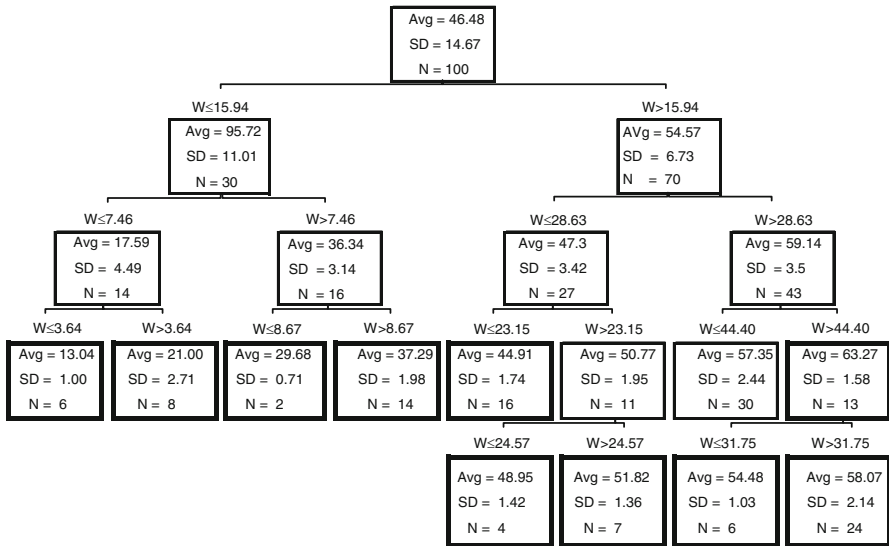 Avg = 46.48
SD = 14.67
N = 100
W≤15.94
W>15.94
Avg = 95.72
SD = 11.01
N = 30
AVg = 54.57
SD = 6.73
N = 70
W≤7.46
W>7.46
W≤28.63
W>28.63
Avg = 17.59
SD = 4.49
N = 14
Avg = 36.34
SD = 3.14
N = 16
Avg = 47.3
SD = 3.42
N = 27
Avg = 59.14
SD = 3.5
N = 43
W≤3.64
W>3.64
W≤8.67
W>8.67
W≤23.15
W>23.15
W≤44.40
W>44.40
Avg = 13.04
SD = 1.00
N = 6
Avg = 21.00
SD = 2.71
N = 8
Avg = 29.68
SD = 0.71
N = 2
Avg = 37.29
SD = 1.98
N = 14
Avg = 44.91
SD = 1.74
N = 16
Avg = 50.77
SD = 1.95
N = 11
Avg = 57.35
SD = 2.44
N = 30
Avg = 63.27
SD = 1.58
N = 13
W≤24.57
W>24.57
W≤31.75
W>31.75
Avg = 48.95
SD = 1.42
N = 4
Avg = 51.82
SD = 1.36
N = 7
Avg = 54.48
SD = 1.03
N = 6
Avg = 58.07
SD = 2.14
N = 24